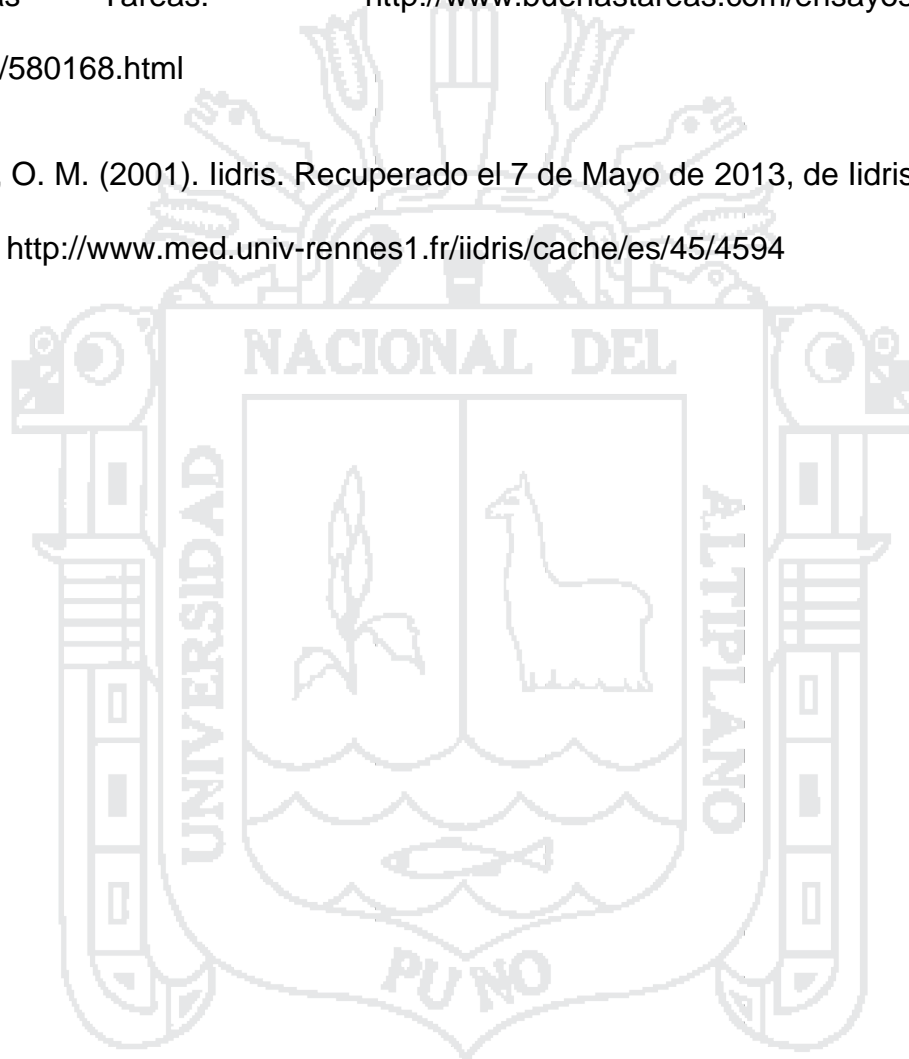 Tareas. http://www.buenastareas.com/ensayos
/580168.html
, O. M. (2001). Iidris. Recuperado el 7 de Mayo de 2013, de Iidris
http://www.med.univ-rennes1.fr/iidris/cache/es/45/4594
NACIONAL DEL
UNIVERSIDAD
ALTIPLANO
PUNO